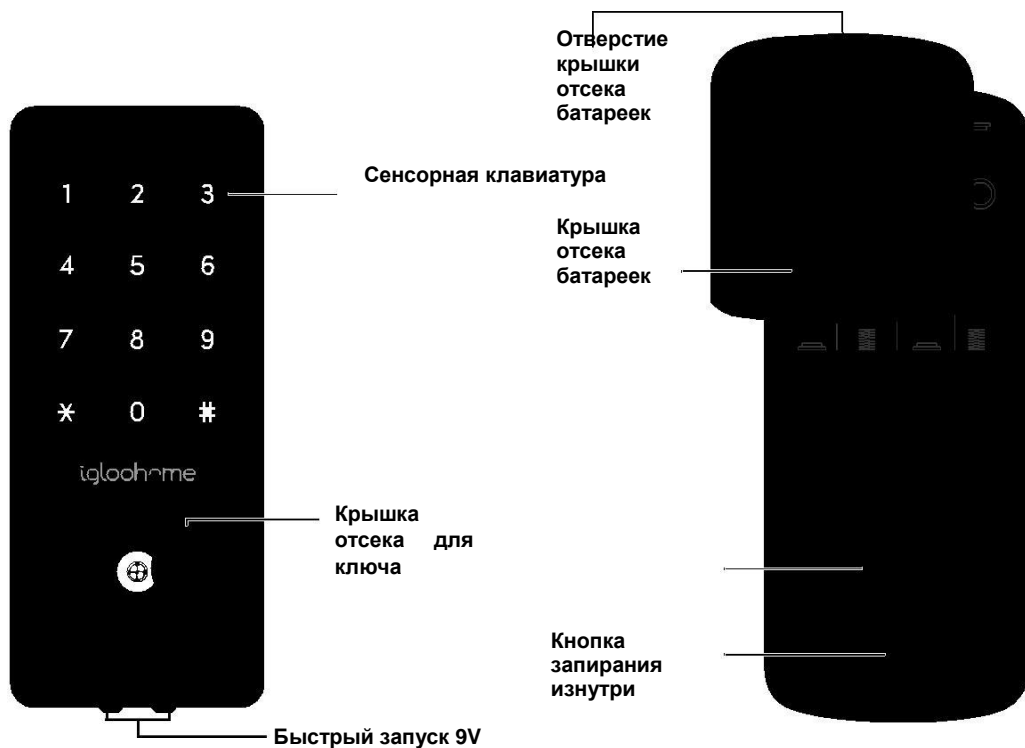 Отверстие
крышки
отсека
батареек
Сенсорная клавиатура
1 2 3
4 5 6
7 8 9
* 0 #
igloohome
Крышка
отсека
батареек
Крышка
отсека для
ключа
Кнопка
запирания
изнутри
Быстрый запуск 9V